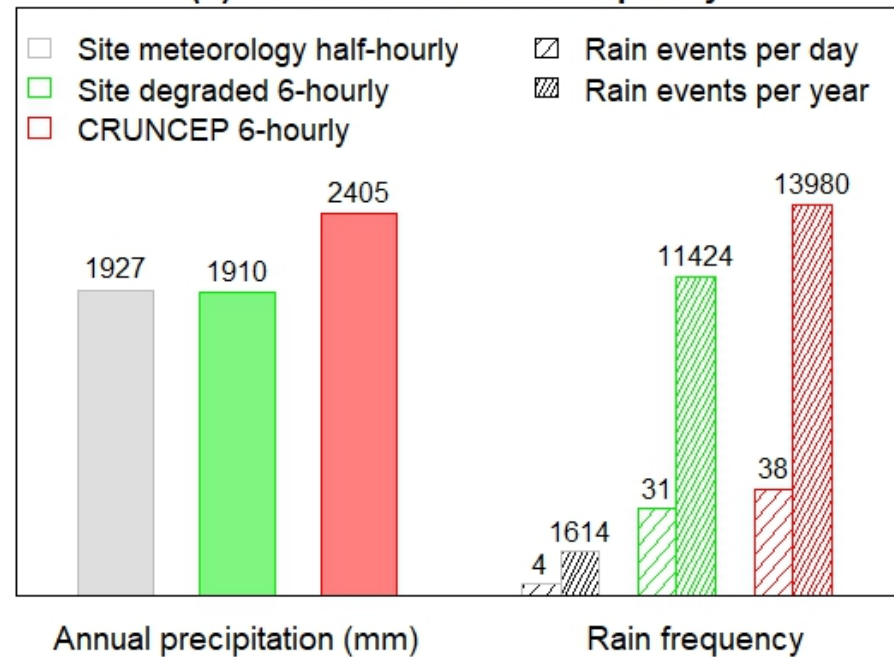 Site meteorology half-hourly
Site degraded 6-hourly
CRUNCEP 6-hourly
Rain events per day
Rain events per year
2405
1927
1910
13980
11424
38
31
1614
4
Annual precipitation (mm)
Rain frequency